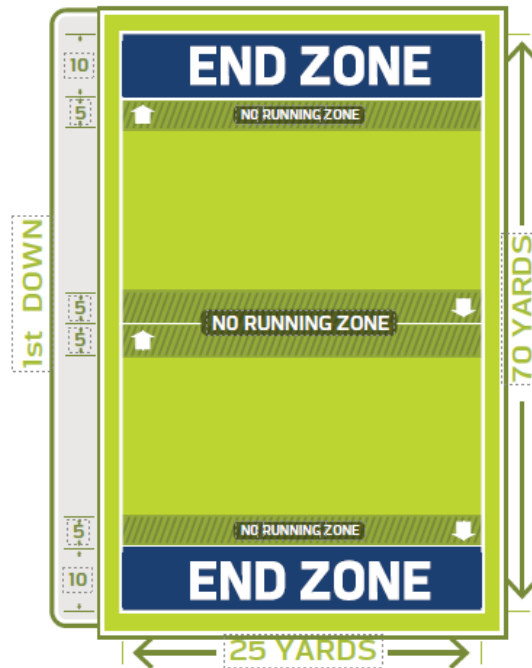 10
END ZONE
5
NO RUNNING ZONE
1st DOWN
70 YARDS
5
NO RUNNING ZONE
5
5
NO RUNNING ZONE
10
END ZONE
25 YARDS